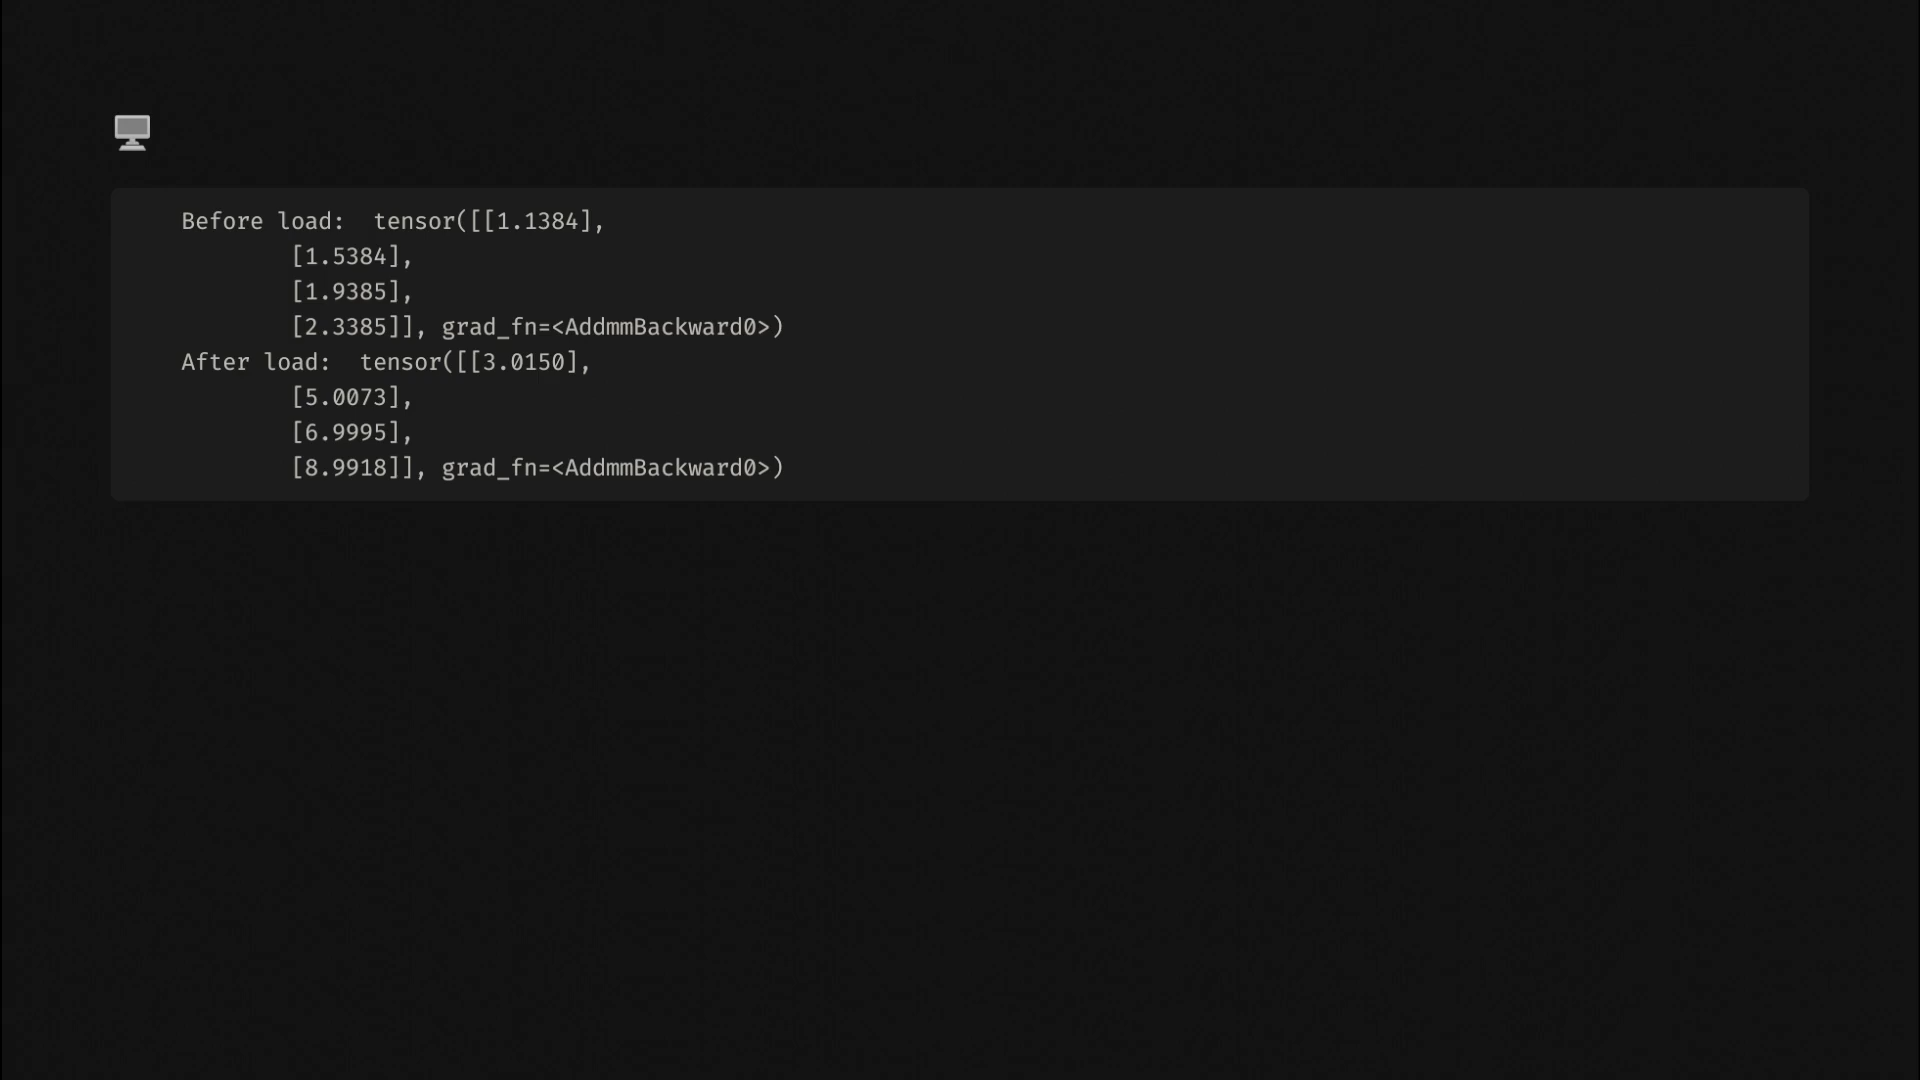 Before load:  tensor([[1.1384],
        [1.5384],
        [1.9385],
        [2.3385]], grad_fn=<AddmmBackward0>)
After load:  tensor([[3.0150],
        [5.0073],
        [6.9995],
        [8.9918]], grad_fn=<AddmmBackward0>)